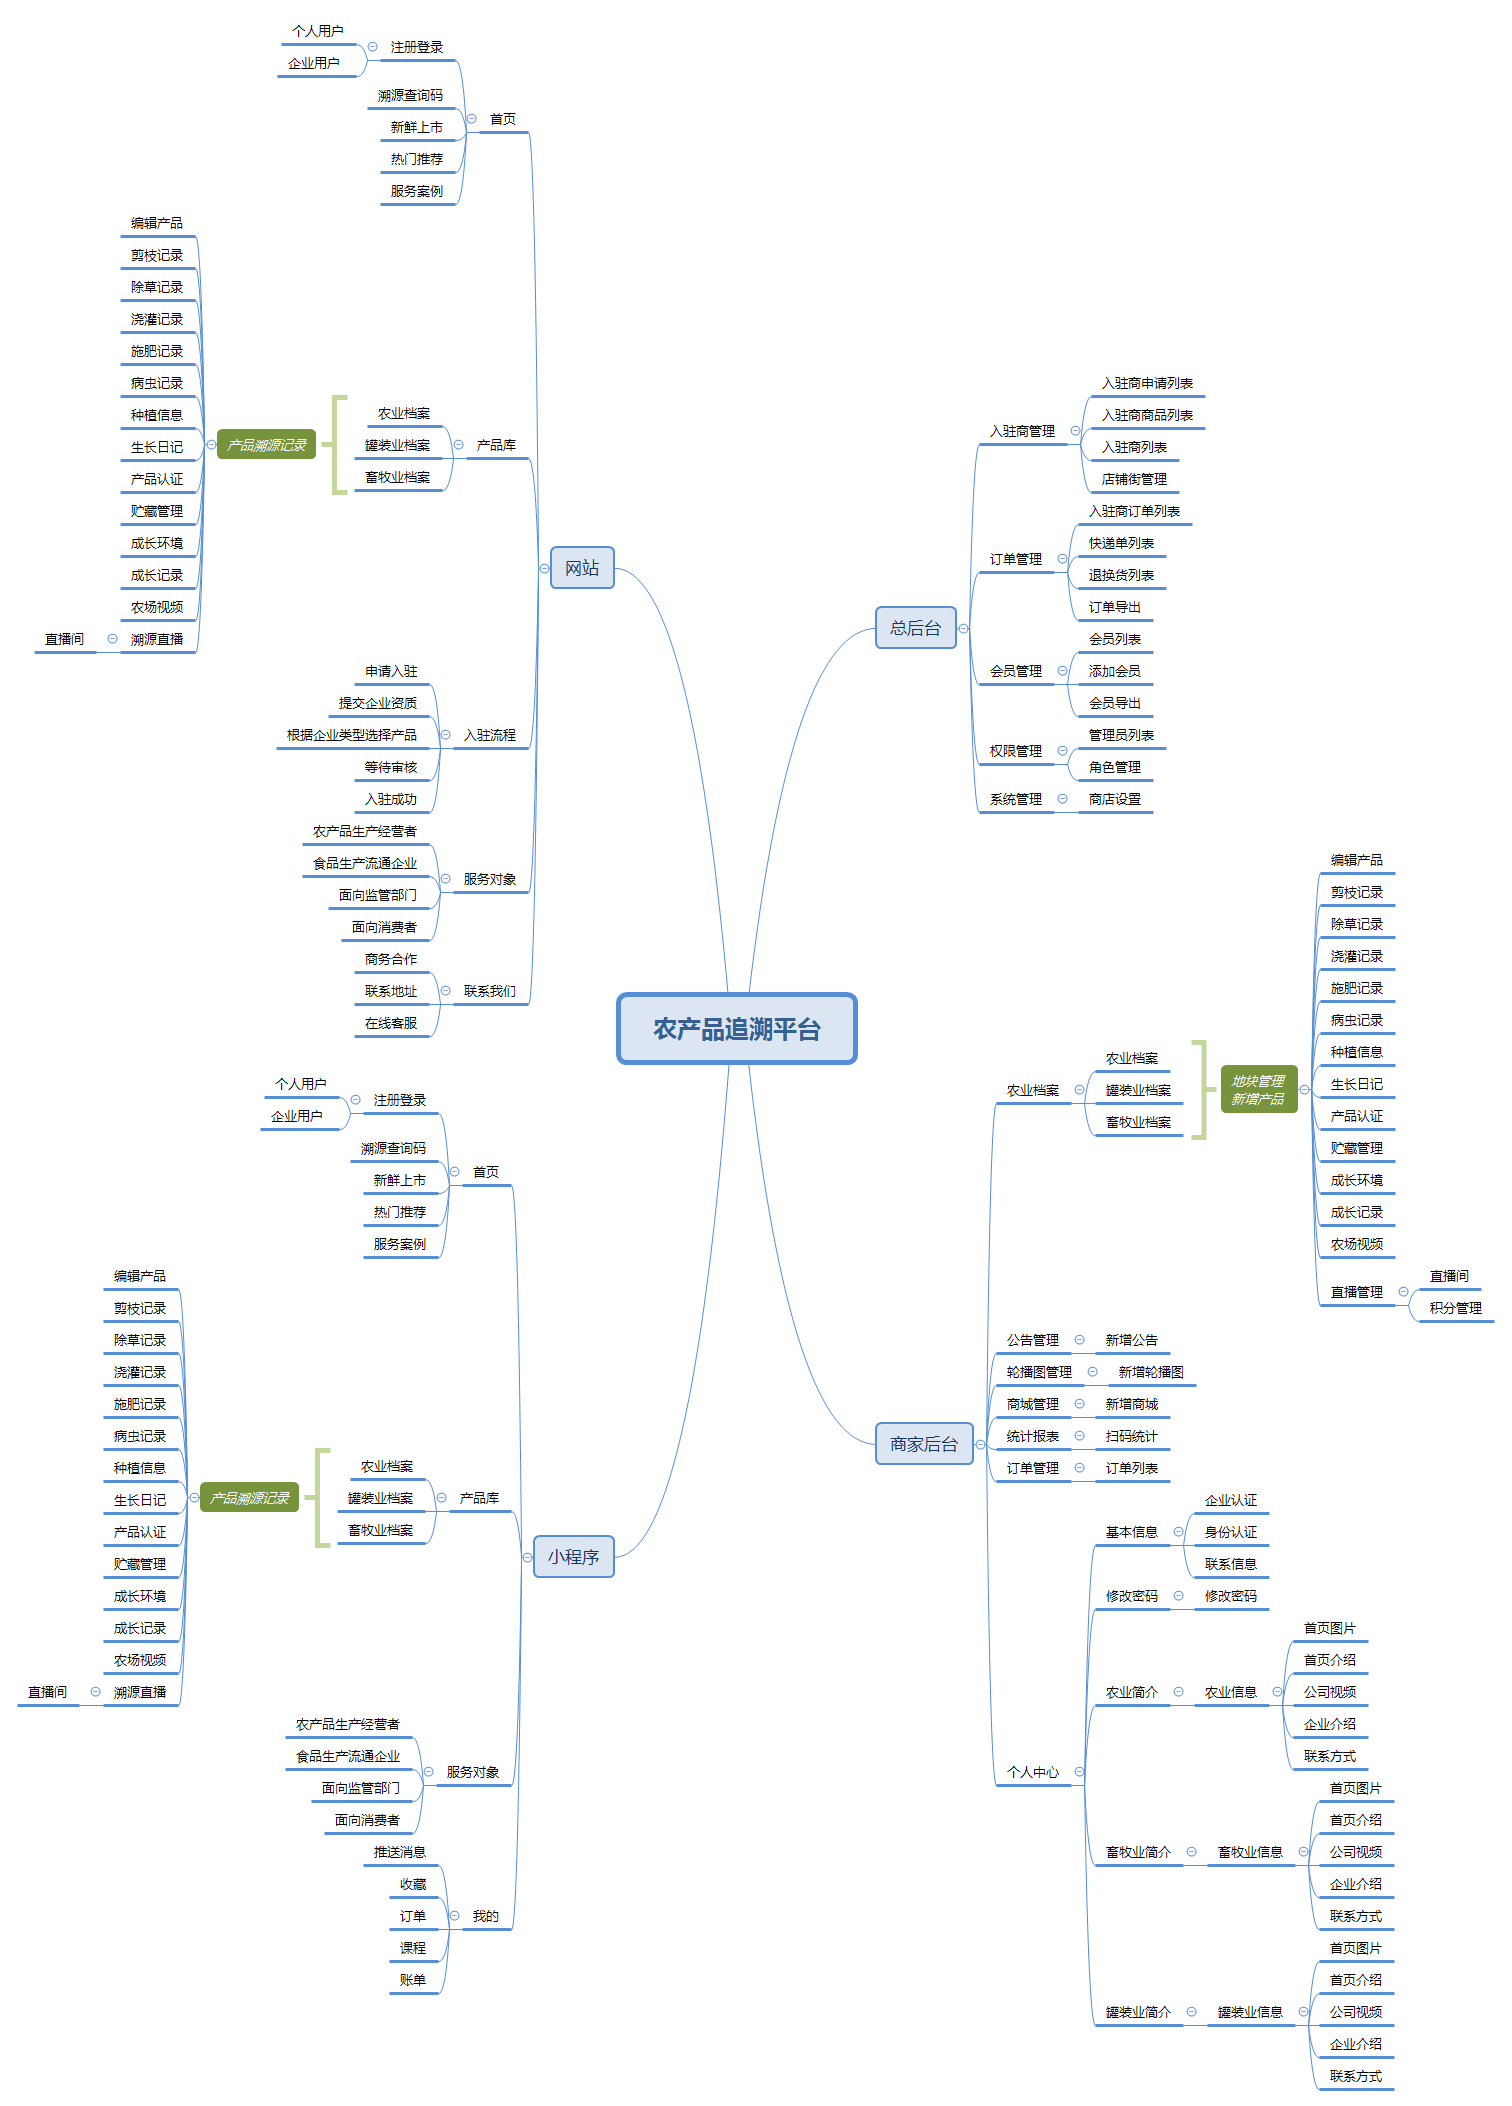 农产品追溯平台
网站
首页
注册登录
个人用户
企业用户
溯源查询码
新鲜上市
热门推荐
服务案例
产品库
农业档案
罐装业档案
畜牧业档案
产品溯源记录
编辑产品
剪枝记录
除草记录
浇灌记录
施肥记录
病虫记录
种植信息
生长日记
产品认证
贮藏管理
成长环境
成长记录
农场视频
溯源直播
直播间
入驻流程
申请入驻
提交企业资质
根据企业类型选择产品
等待审核
入驻成功
服务对象
农产品生产经营者
食品生产流通企业
面向监管部门
面向消费者
联系我们
商务合作
联系地址
在线客服
小程序
首页
注册登录
个人用户
企业用户
溯源查询码
新鲜上市
热门推荐
服务案例
产品库
农业档案
罐装业档案
畜牧业档案
产品溯源记录
编辑产品
剪枝记录
除草记录
浇灌记录
施肥记录
病虫记录
种植信息
生长日记
产品认证
贮藏管理
成长环境
成长记录
农场视频
溯源直播
直播间
服务对象
农产品生产经营者
食品生产流通企业
面向监管部门
面向消费者
我的
推送消息
收藏
订单
课程
账单
总后台
入驻商管理
入驻商申请列表
入驻商商品列表
入驻商列表
店铺街管理
订单管理
入驻商订单列表
快递单列表
退换货列表
订单导出
会员管理
会员列表
添加会员
会员导出
权限管理
管理员列表
角色管理
系统管理
商店设置
商家后台
农业档案
农业档案
罐装业档案
畜牧业档案
地块管理
新增产品
编辑产品
剪枝记录
除草记录
浇灌记录
施肥记录
病虫记录
种植信息
生长日记
产品认证
贮藏管理
成长环境
成长记录
农场视频
直播管理
直播间
积分管理
公告管理
新增公告
轮播图管理
新增轮播图
商城管理
新增商城
统计报表
扫码统计
订单管理
订单列表
个人中心
基本信息
企业认证
身份认证
联系信息
修改密码
修改密码
农业简介
农业信息
首页图片
首页介绍
公司视频
企业介绍
联系方式
畜牧业简介
畜牧业信息
首页图片
首页介绍
公司视频
企业介绍
联系方式
罐装业简介
罐装业信息
首页图片
首页介绍
公司视频
企业介绍
联系方式